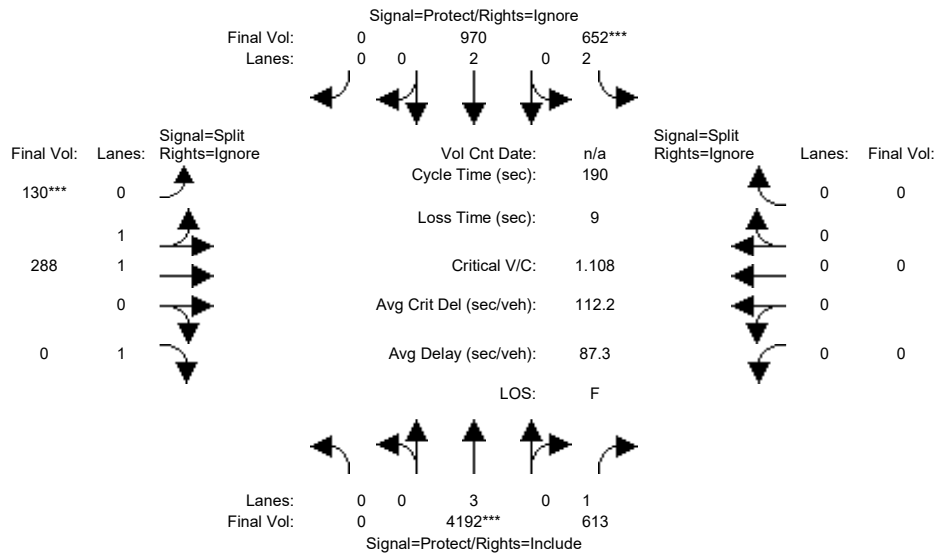 Signal=Protect/Rights=Ignore
Final Vol: 0 970 652***
Lanes: 0 0 2 0 2
Signal=Split Signal=Split
Final Vol: Lanes: Rights=Ignore Vol Cnt Date: n/a Rights=Ignore Lanes: Final Vol:
Cycle Time (sec): 190
130*** 0 0 0
Loss Time (sec): 9
1 0
288 1 Critical V/C: 1.108 0 0
0 Avg Crit Del (sec/veh): 112.2 0
0 1 Avg Delay (sec/veh): 87.3 0 0
LOS: F
Lanes: 0 0 3 0 1
Final Vol: 0 4192*** 613
Signal=Protect/Rights=Include